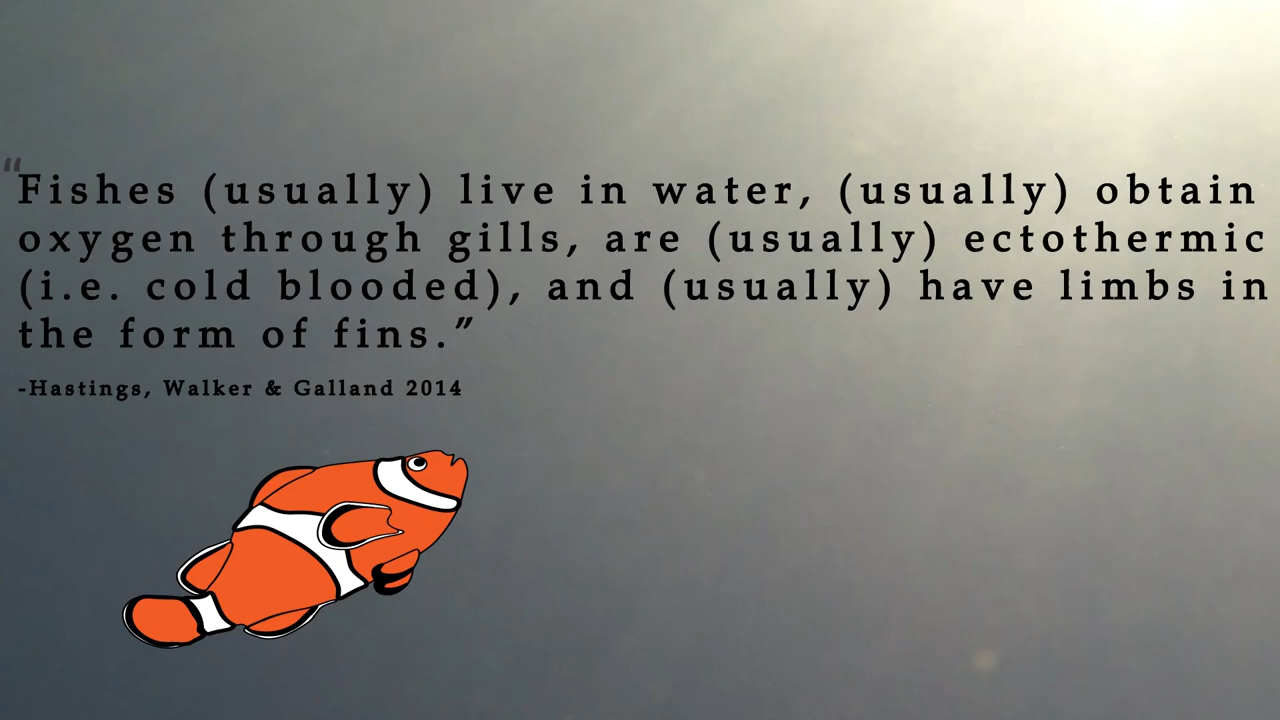 “Fishes (usually) live in water, (usually) obtain
oxygen through gills, are (usually) ectothermic
(i.e. cold blooded), and (usually) have limbs in
the form of fins.”
-Hastings, Walker & Galland 2014